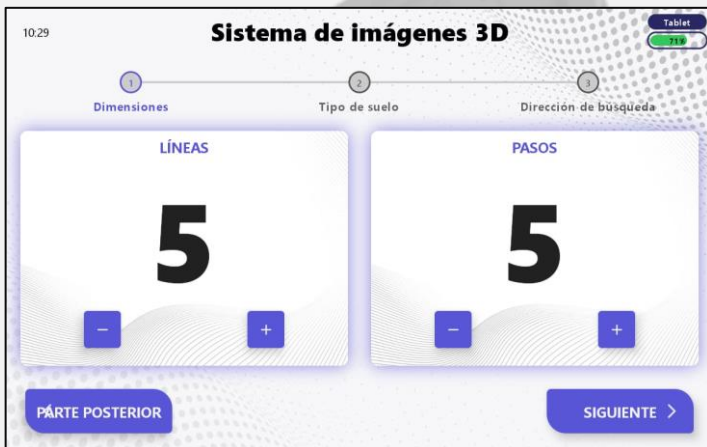 10:29
Sistema de imágenes 3D
Tablet
71%
1
2
3
Dimensiones
Tipo de suelo
Dirección de búsqueda
LÍNEAS
PASOS
5
5
−
+
−
+
PARTE POSTERIOR
SIGUIENTE >